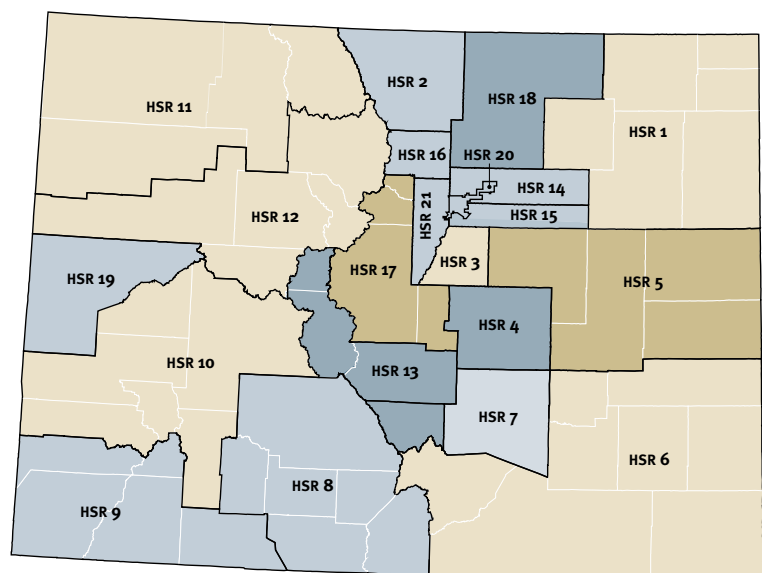 HSR 2
HSR 18
HSR 11
HSR 1
HSR 16
HSR 20
HSR 14
HSR 21
HSR 15
HSR 12
HSR 3
HSR 19
HSR 17
HSR 5
HSR 4
HSR 10
HSR 13
HSR 7
HSR 6
HSR 8
HSR 9